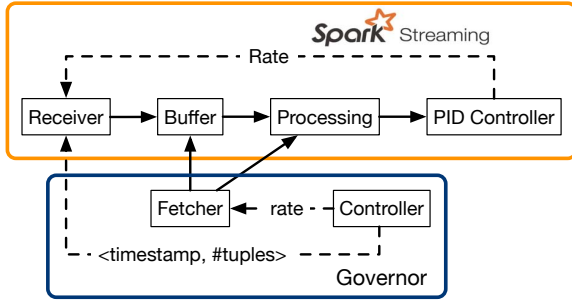 Spark Streaming
Rate
Receiver Buffer Processing PID Controller
Fetcher rate Controller
<timestamp, #tuples>
Governor